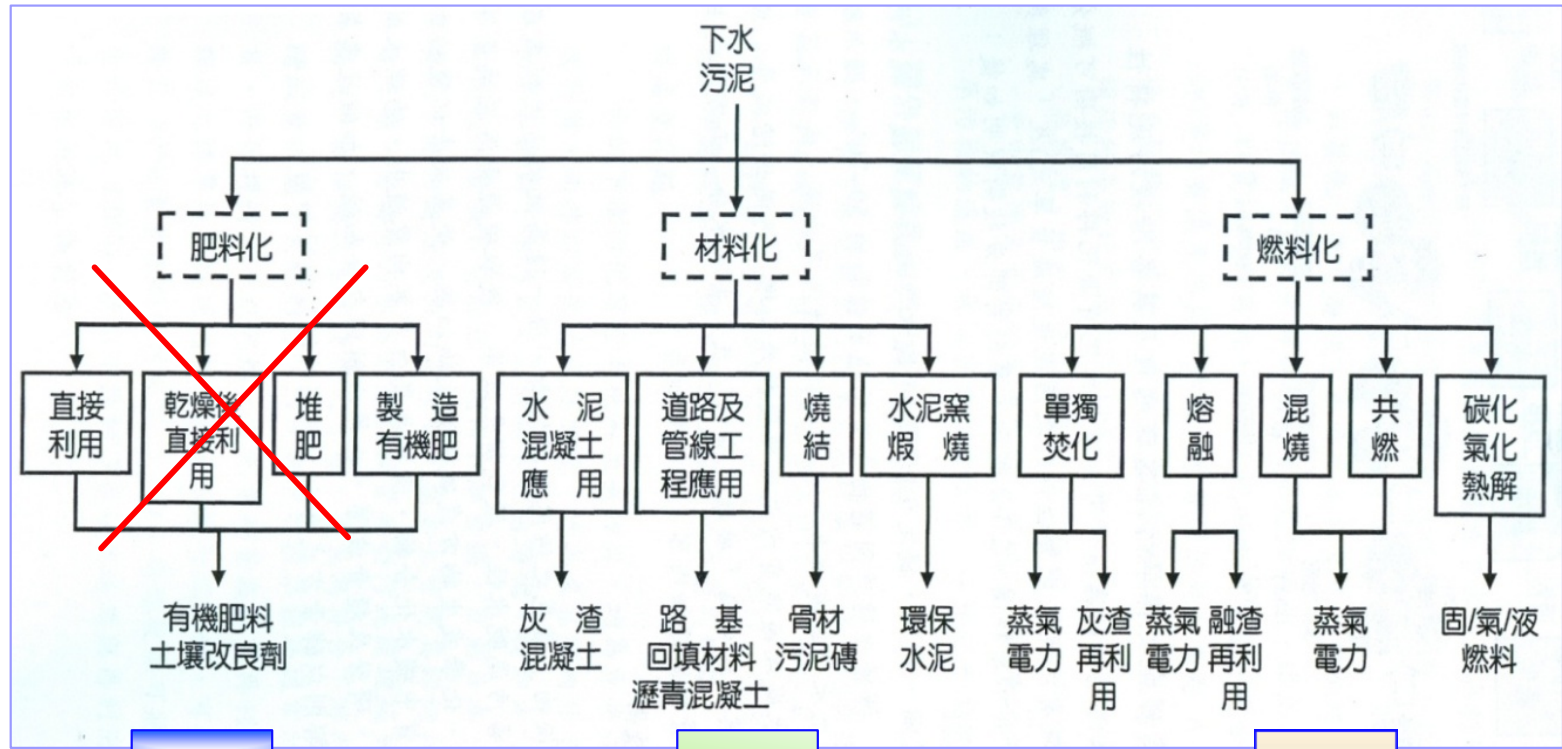 下水
污泥
肥料化
材料化
燃料化
直接
利用
乾燥後
直接利
用
堆
肥
製 造
有機肥
水 泥
混凝土
應 用
道路及
管線工
程應用
燒
結
水泥窯
煆 燒
單獨
焚化
熔
融
混
燒
共
燃
碳化
氣化
熱解
有機肥料
土壤改良劑
灰 渣
混凝土
路 基
回填材料
瀝青混凝土
骨材
污泥磚
環保
水泥
蒸氣
電力
灰渣
再利
用
蒸氣
電力
融渣
再利
用
蒸氣
電力
固/氣/液
燃料